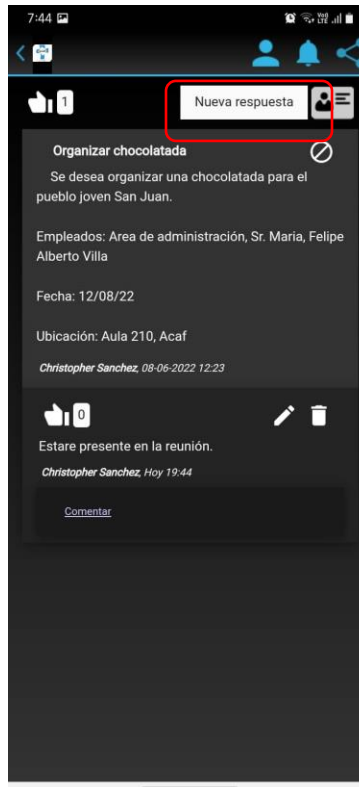 7:44
Vo)) LTE
1
Nueva respuesta
Organizar chocolatada
Se desea organizar una chocolatada para el
pueblo joven San Juan.
Empleados: Area de administración, Sr. Maria, Felipe
Alberto Villa
Fecha: 12/08/22
Ubicación: Aula 210, Acaf
Christopher Sanchez, 08-06-2022 12:23
0
Estare presente en la reunión.
Christopher Sanchez, Hoy 19:44
Comentar